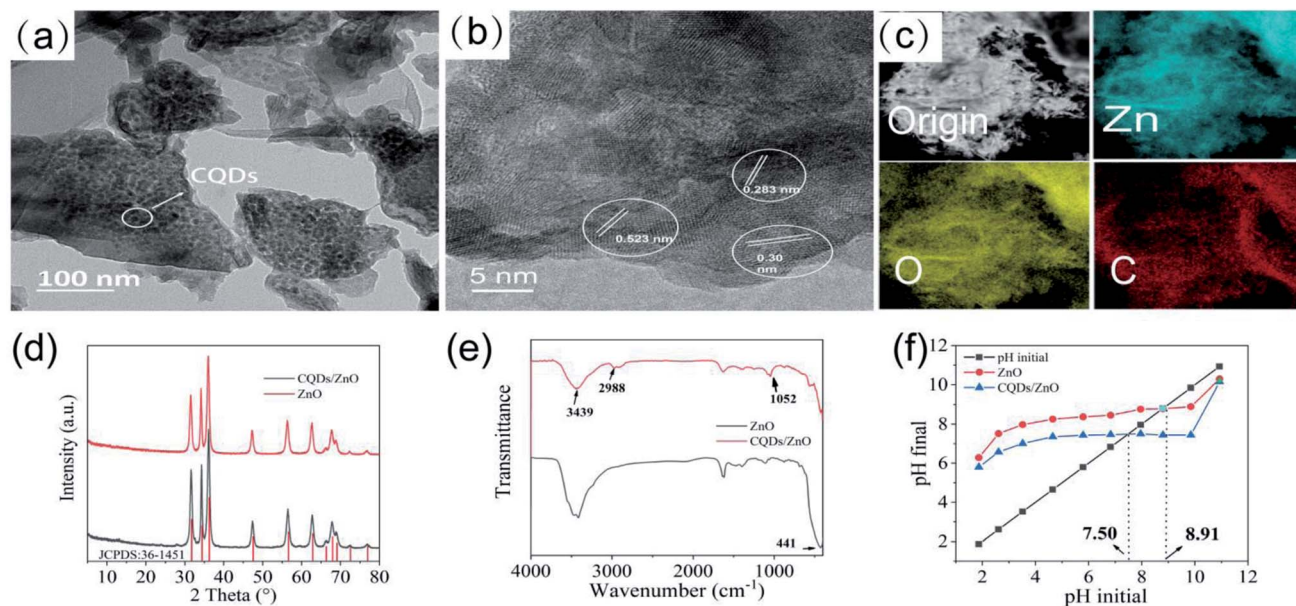 (a)
CQDs
100 nm
(b)
0.283 nm
0.523 nm
0.30
nm
5 nm
(c)
Origin
Zn
O
C
(d)
Intensity (a.u.)
CQDs/ZnO
ZnO
JCPDS:36-1451
10 20 30 40 50 60 70 80
2 Theta (°)
(e)
Transmittance
2988
3439
1052
ZnO
CQDs/ZnO
441
4000 3000 2000 1000
Wavenumber (cm⁻¹)
(f)
pH final
12
10
8
6
4
2
pH initial
ZnO
CQDs/ZnO
7.50
8.91
2 4 6 8 10 12
pH initial